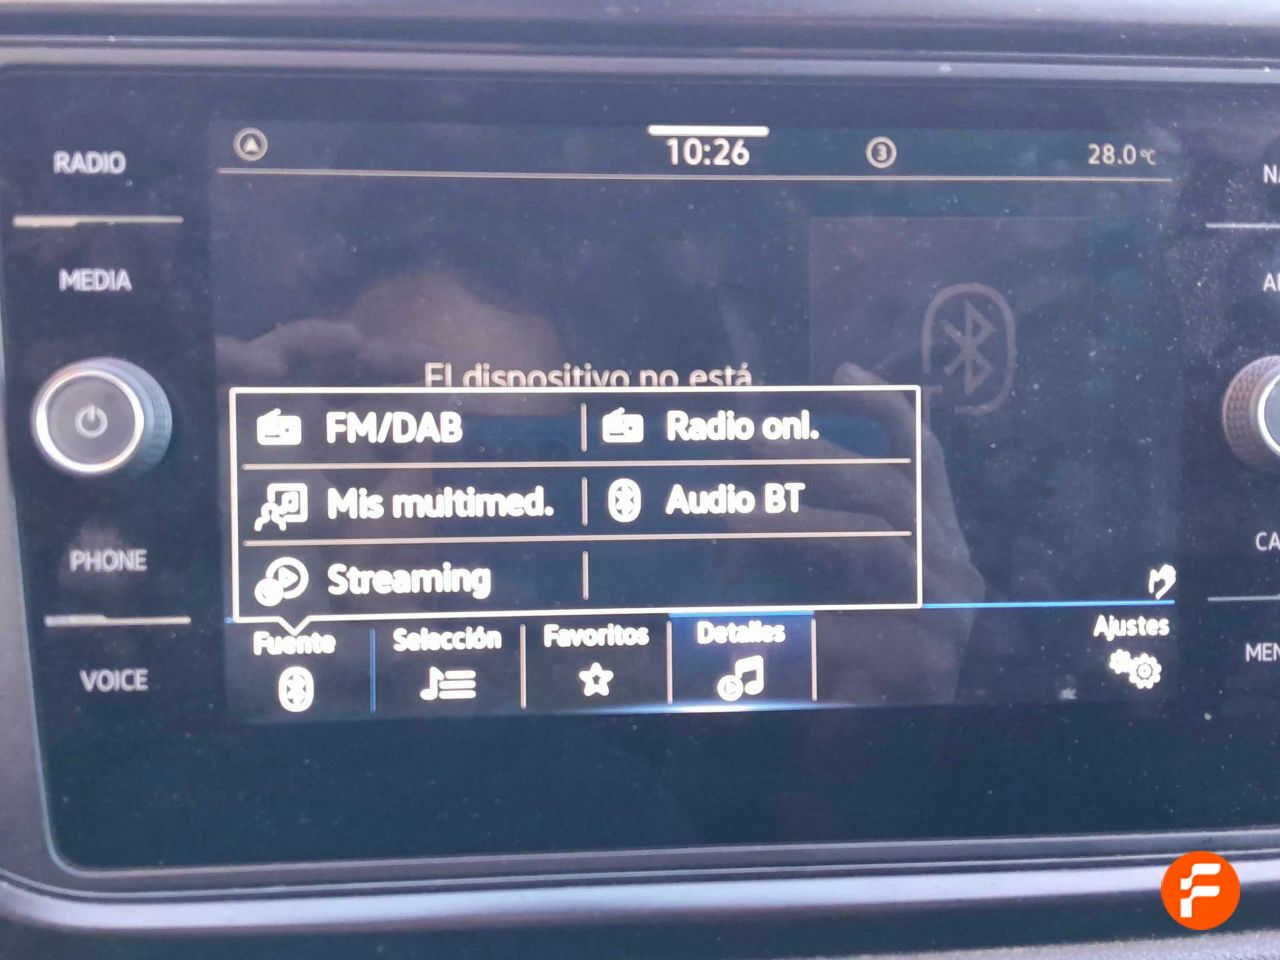 RADIO
MEDIA
PHONE
VOICE
10:26
3
28.0°C
El dispositivo no está
FM/DAB
Radio onl.
Mis multimed.
Audio BT
Streaming
Fuente
Selección
Favoritos
Detalles
Ajustes